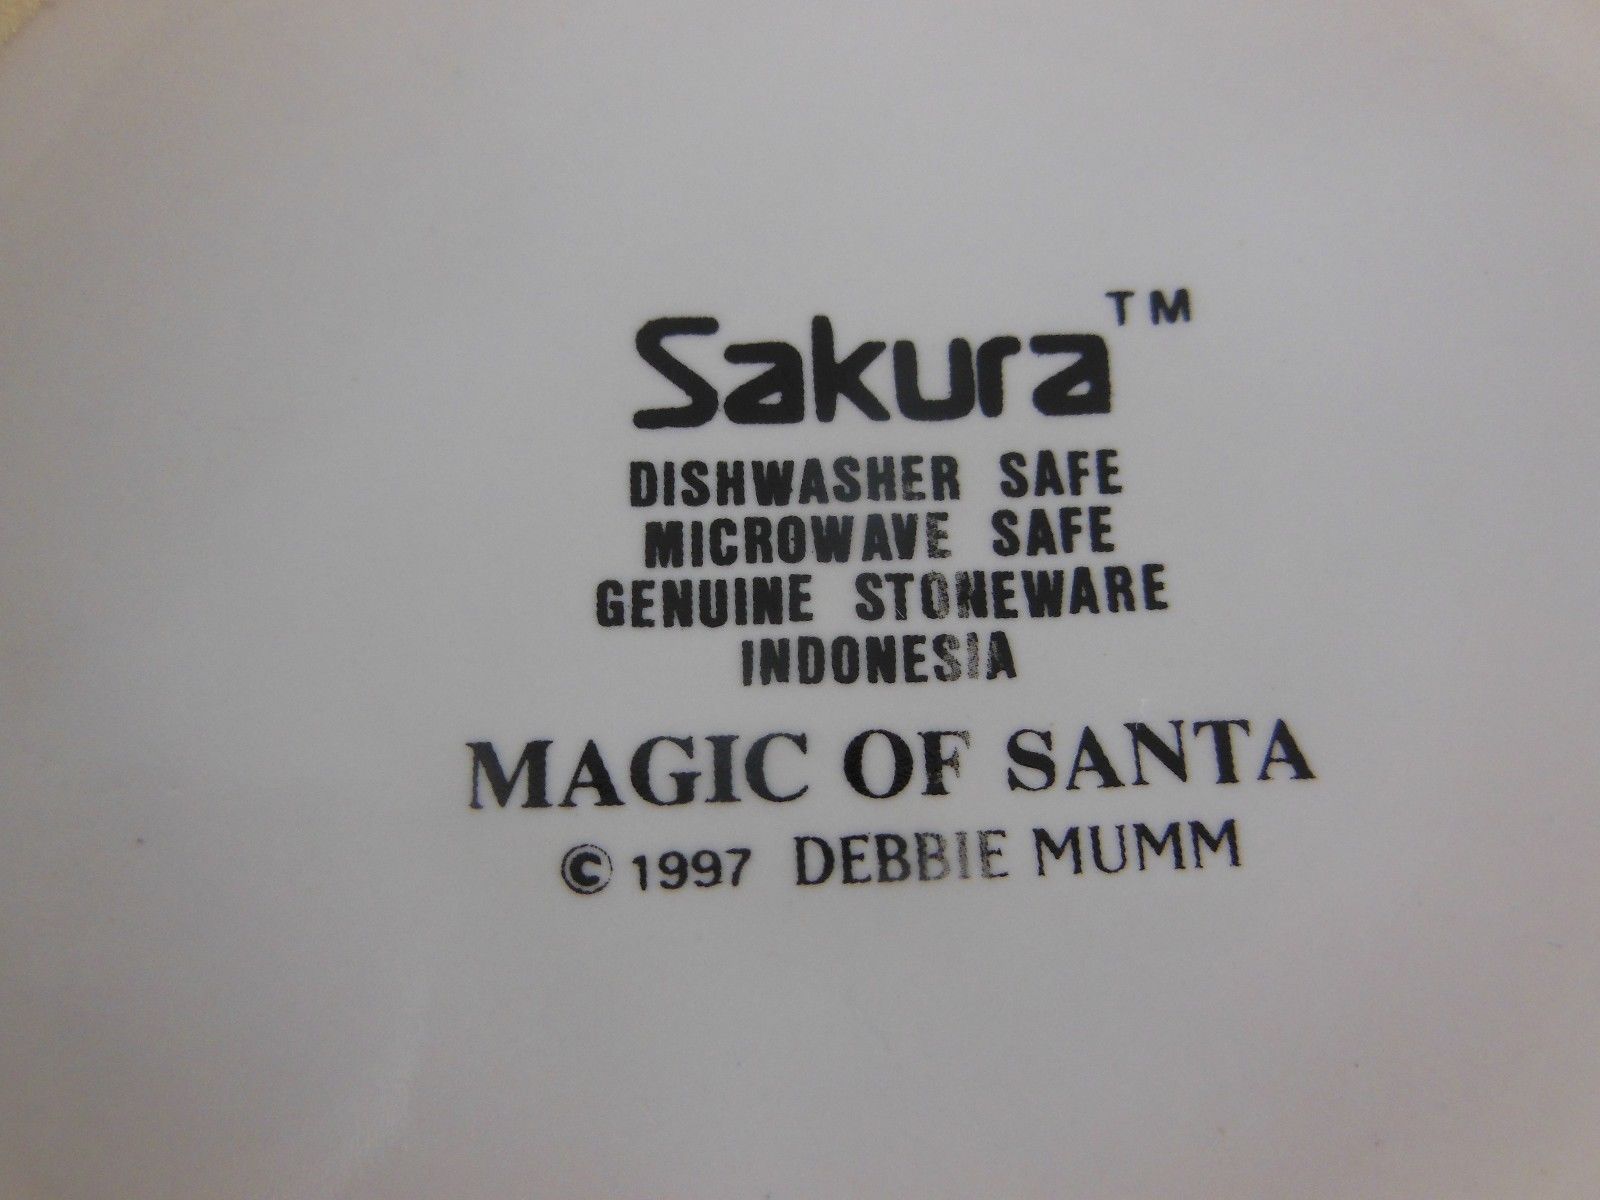 Sakura™
DISHWASHER SAFE
MICROWAVE SAFE
GENUINE STONEWARE
INDONESIA
MAGIC OF SANTA
© 1997 DEBBIE MUMM